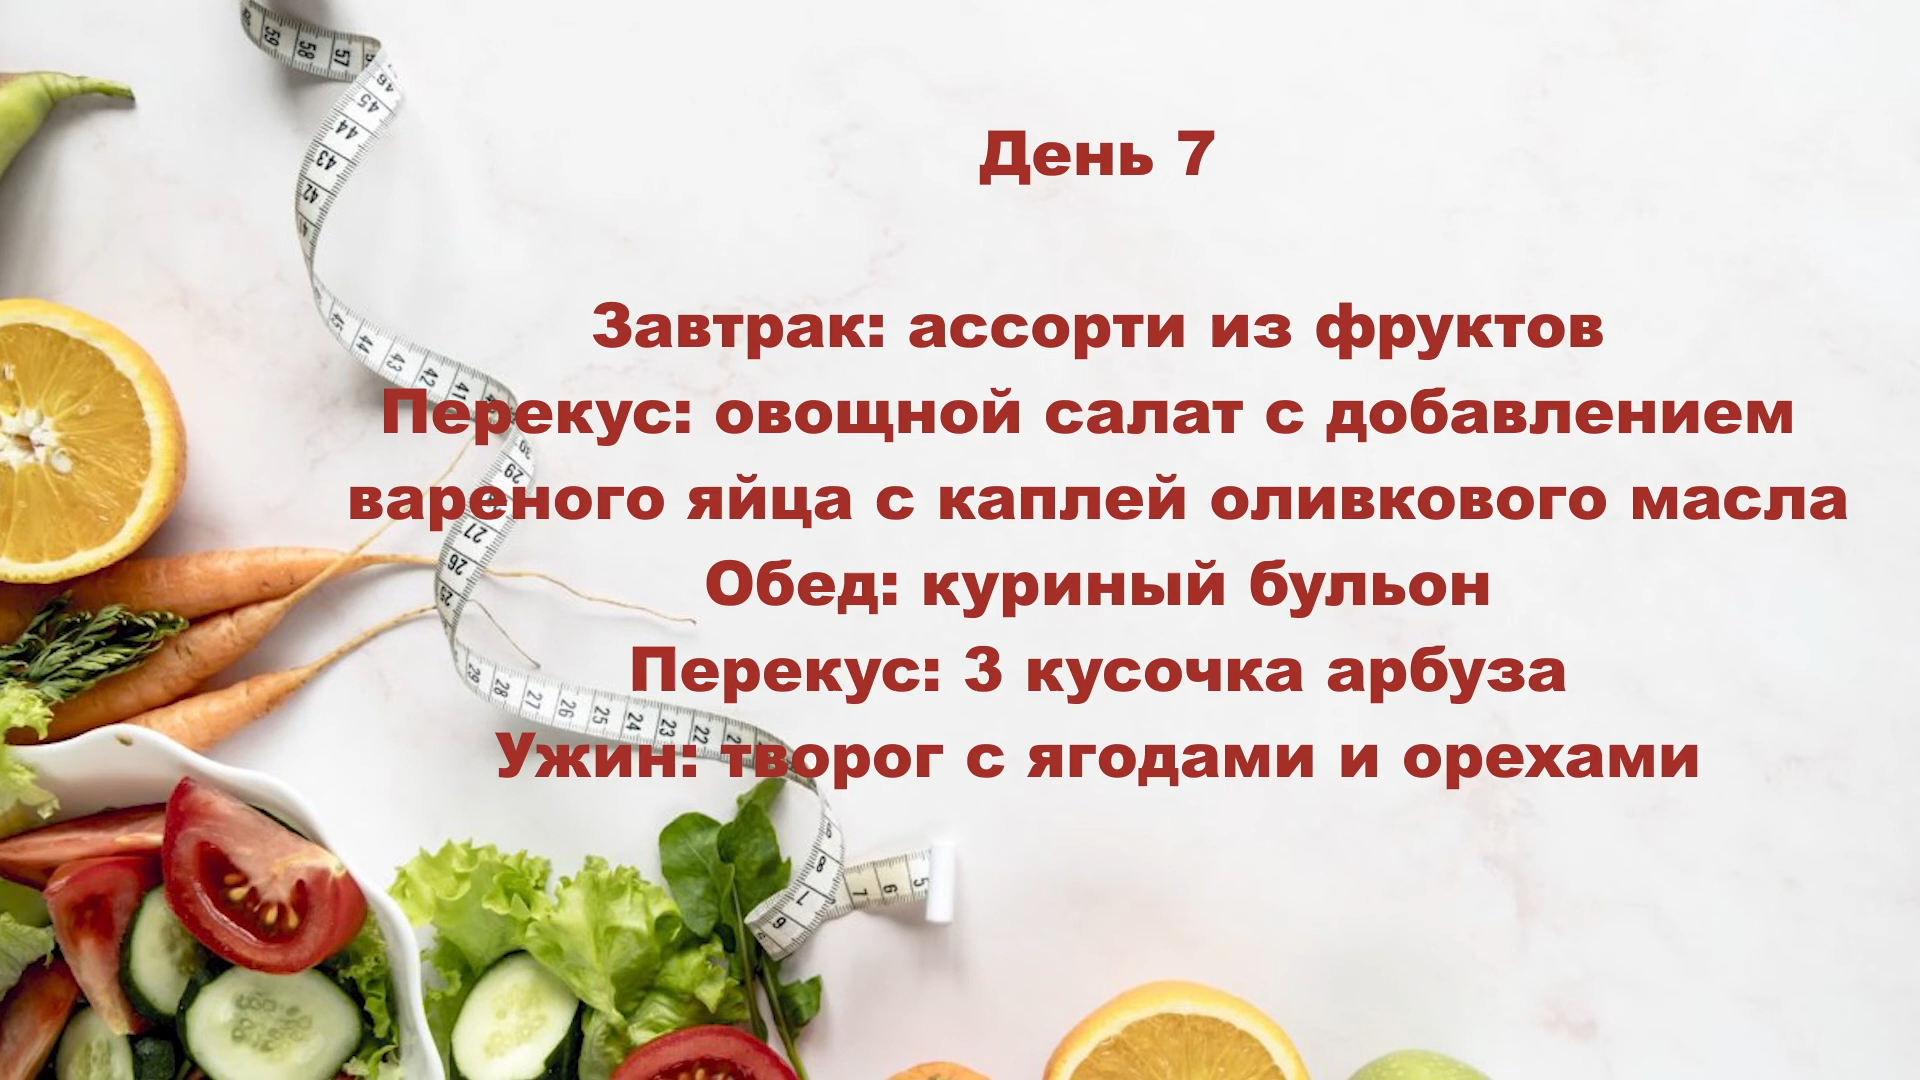 День 7
Завтрак: ассорти из фруктов
Перекус: овощной салат с добавлением
вареного яйца с каплей оливкового масла
Обед: куриный бульон
Перекус: 3 кусочка арбуза
Ужин: творог с ягодами и орехами